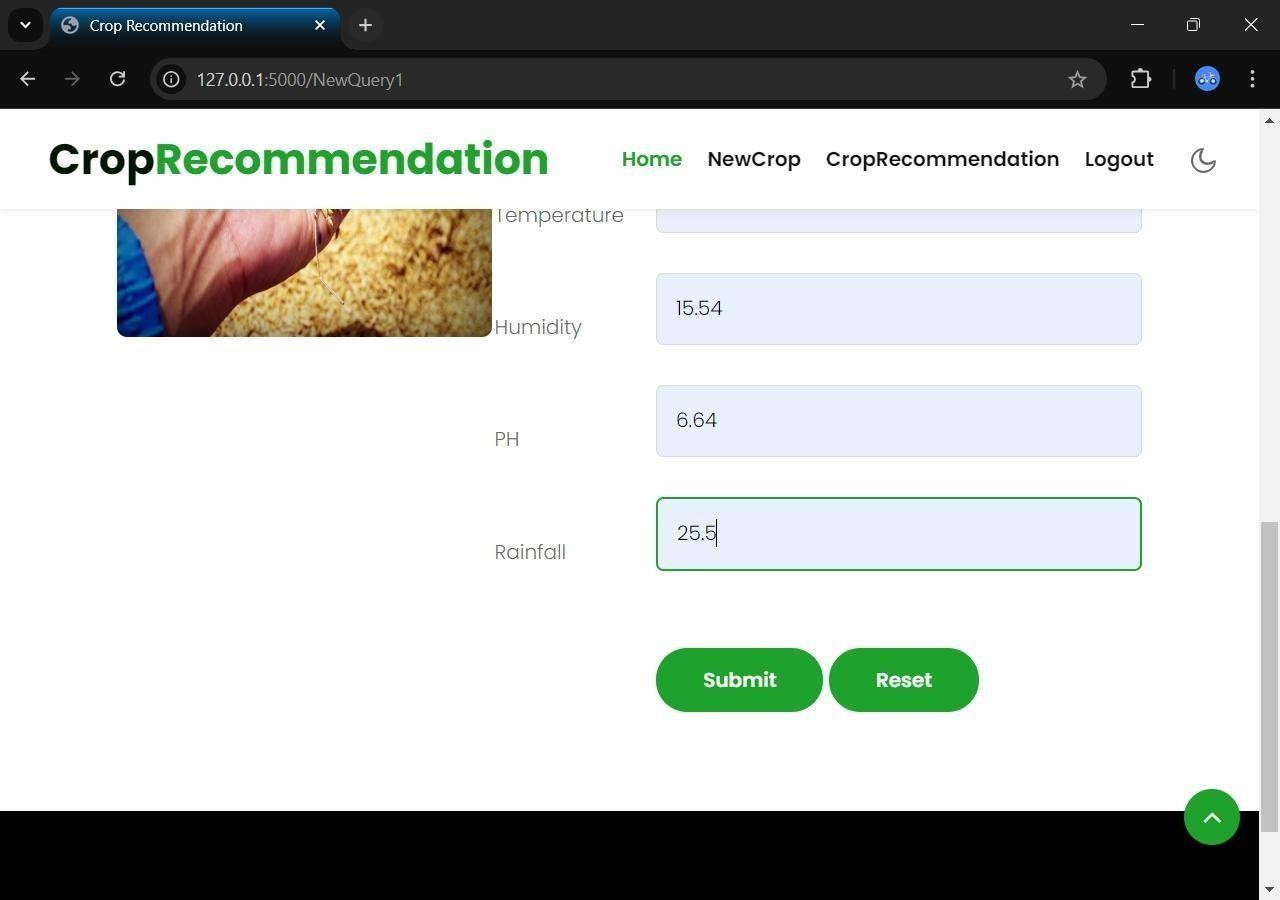 Crop Recommendation
127.0.0.1:5000/NewQuery1
CropRecommendation
Home NewCrop CropRecommendation Logout
Temperature
Humidity 15.54
PH 6.64
Rainfall 25.5
Submit Reset